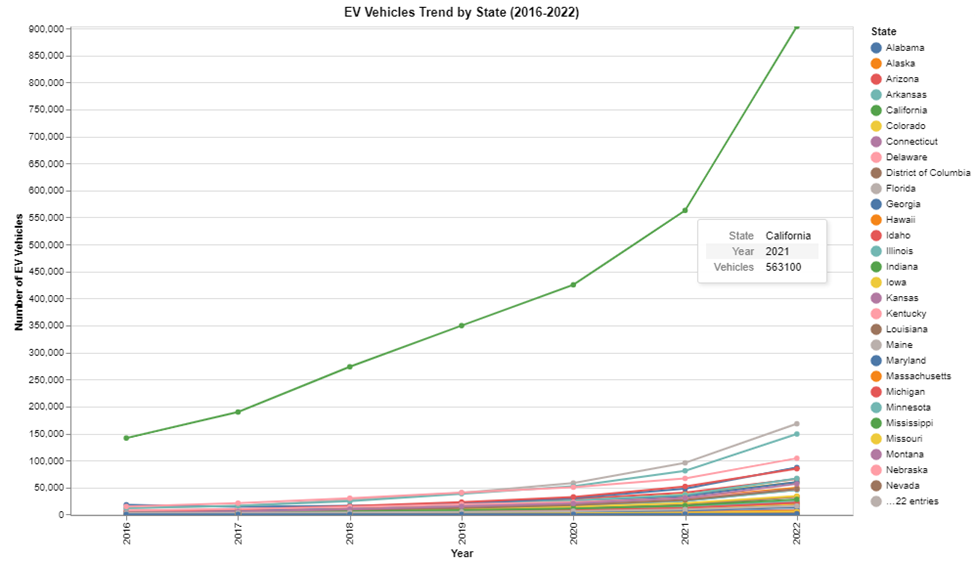 EV Vehicles Trend by State (2016-2022)
900,000
850,000
800,000
750,000
700,000
650,000
600,000
550,000
500,000
450,000
400,000
350,000
300,000
250,000
200,000
150,000
100,000
50,000
0
Number of EV Vehicles
2016
2017
2018
2019
2020
2021
2022
Year
State California
Year 2021
Vehicles 563100
State
Alabama
Alaska
Arizona
Arkansas
California
Colorado
Connecticut
Delaware
District of Columbia
Florida
Georgia
Hawaii
Idaho
Illinois
Indiana
Iowa
Kansas
Kentucky
Louisiana
Maine
Maryland
Massachusetts
Michigan
Minnesota
Mississippi
Missouri
Montana
Nebraska
Nevada
...22 entries